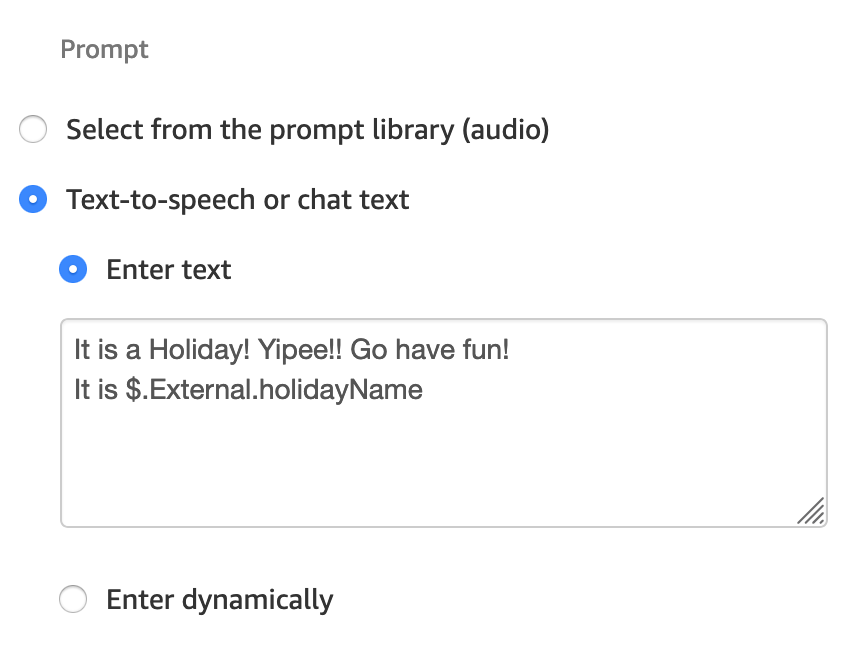 Prompt
Select from the prompt library (audio)
Text-to-speech or chat text
Enter text
It is a Holiday! Yipee!! Go have fun!
It is $.External.holidayName
Enter dynamically